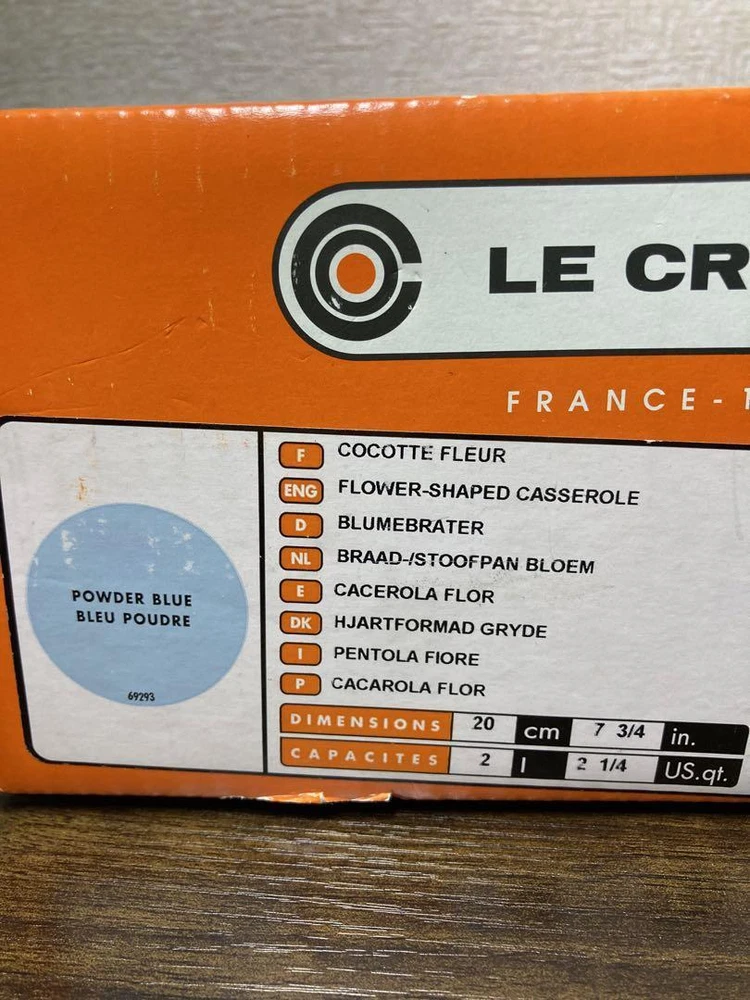 LE CR
FRANCE - 1
F COCOTTE FLEUR
ENG FLOWER-SHAPED CASSEROLE
D BLUMEBRATER
NL BRAAD-/STOOFPAN BLOEM
E CACEROLA FLOR
DK HJARTFORMAD GRYDE
I PENTOLA FIORE
P CACAROLA FLOR
POWDER BLUE
BLEU POUDRE
69293
DIMENSIONS 20 cm 7 3/4 in.
CAPACITES 2 l 2 1/4 US.qt.